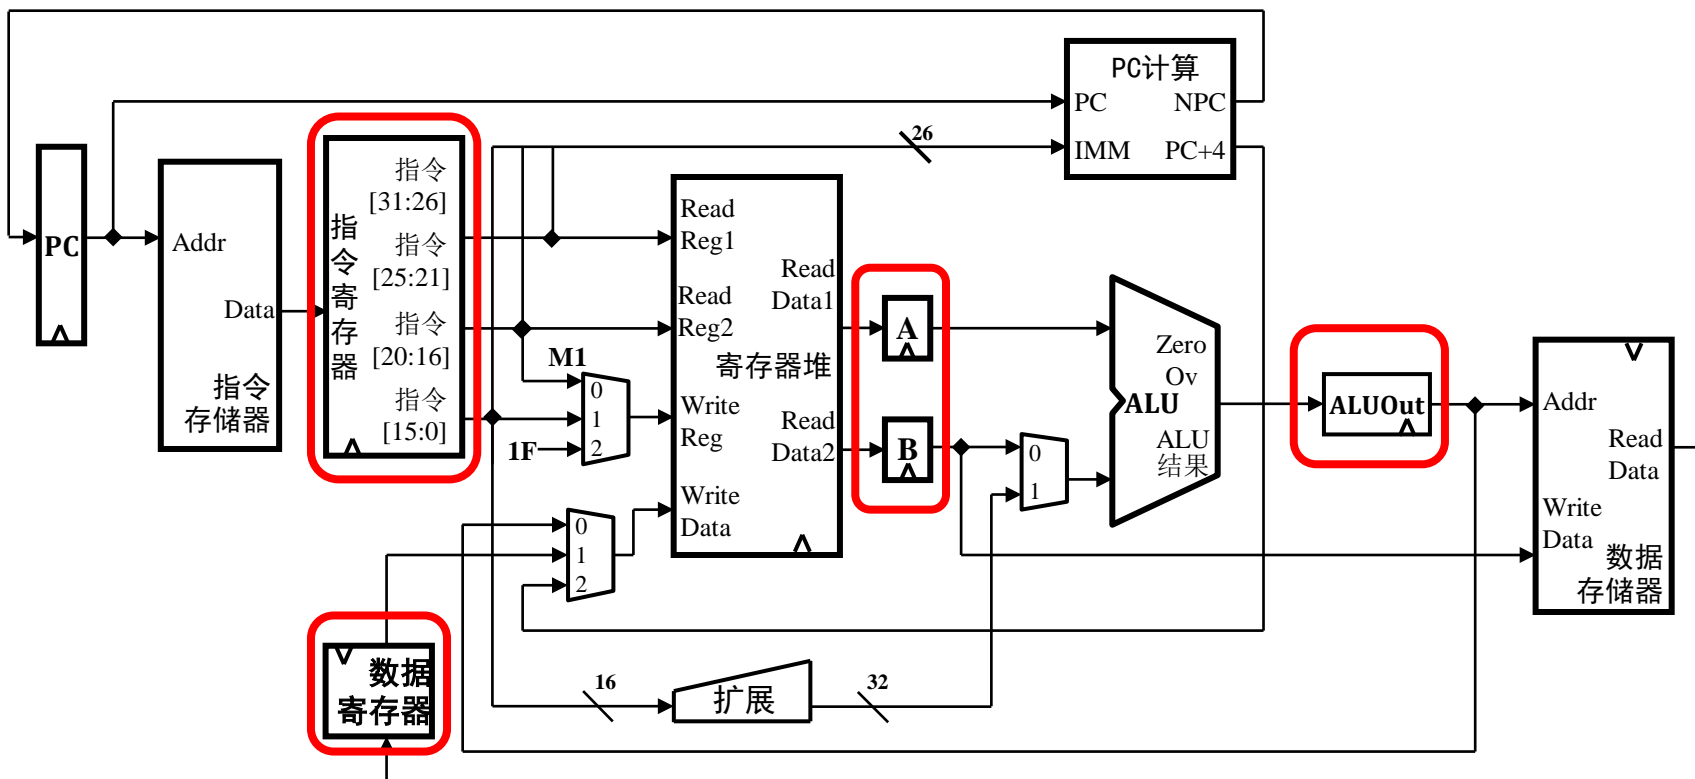 PC计算
PC
NPC
IMM
PC+4
26
PC
Addr
Data
指令
存储器
指令寄存器
指令
[31:26]
指令
[25:21]
指令
[20:16]
指令
[15:0]
M1
0
1
2
1F
0
1
2
Read
Reg1
Read
Reg2
Write
Reg
Write
Data
Read
Data1
寄存器堆
Read
Data2
A
B
0
1
Zero
Ov
ALU
ALU
结果
ALUOut
Addr
Read
Data
Write
Data
数据
存储器
数据
寄存器
16
扩展
32